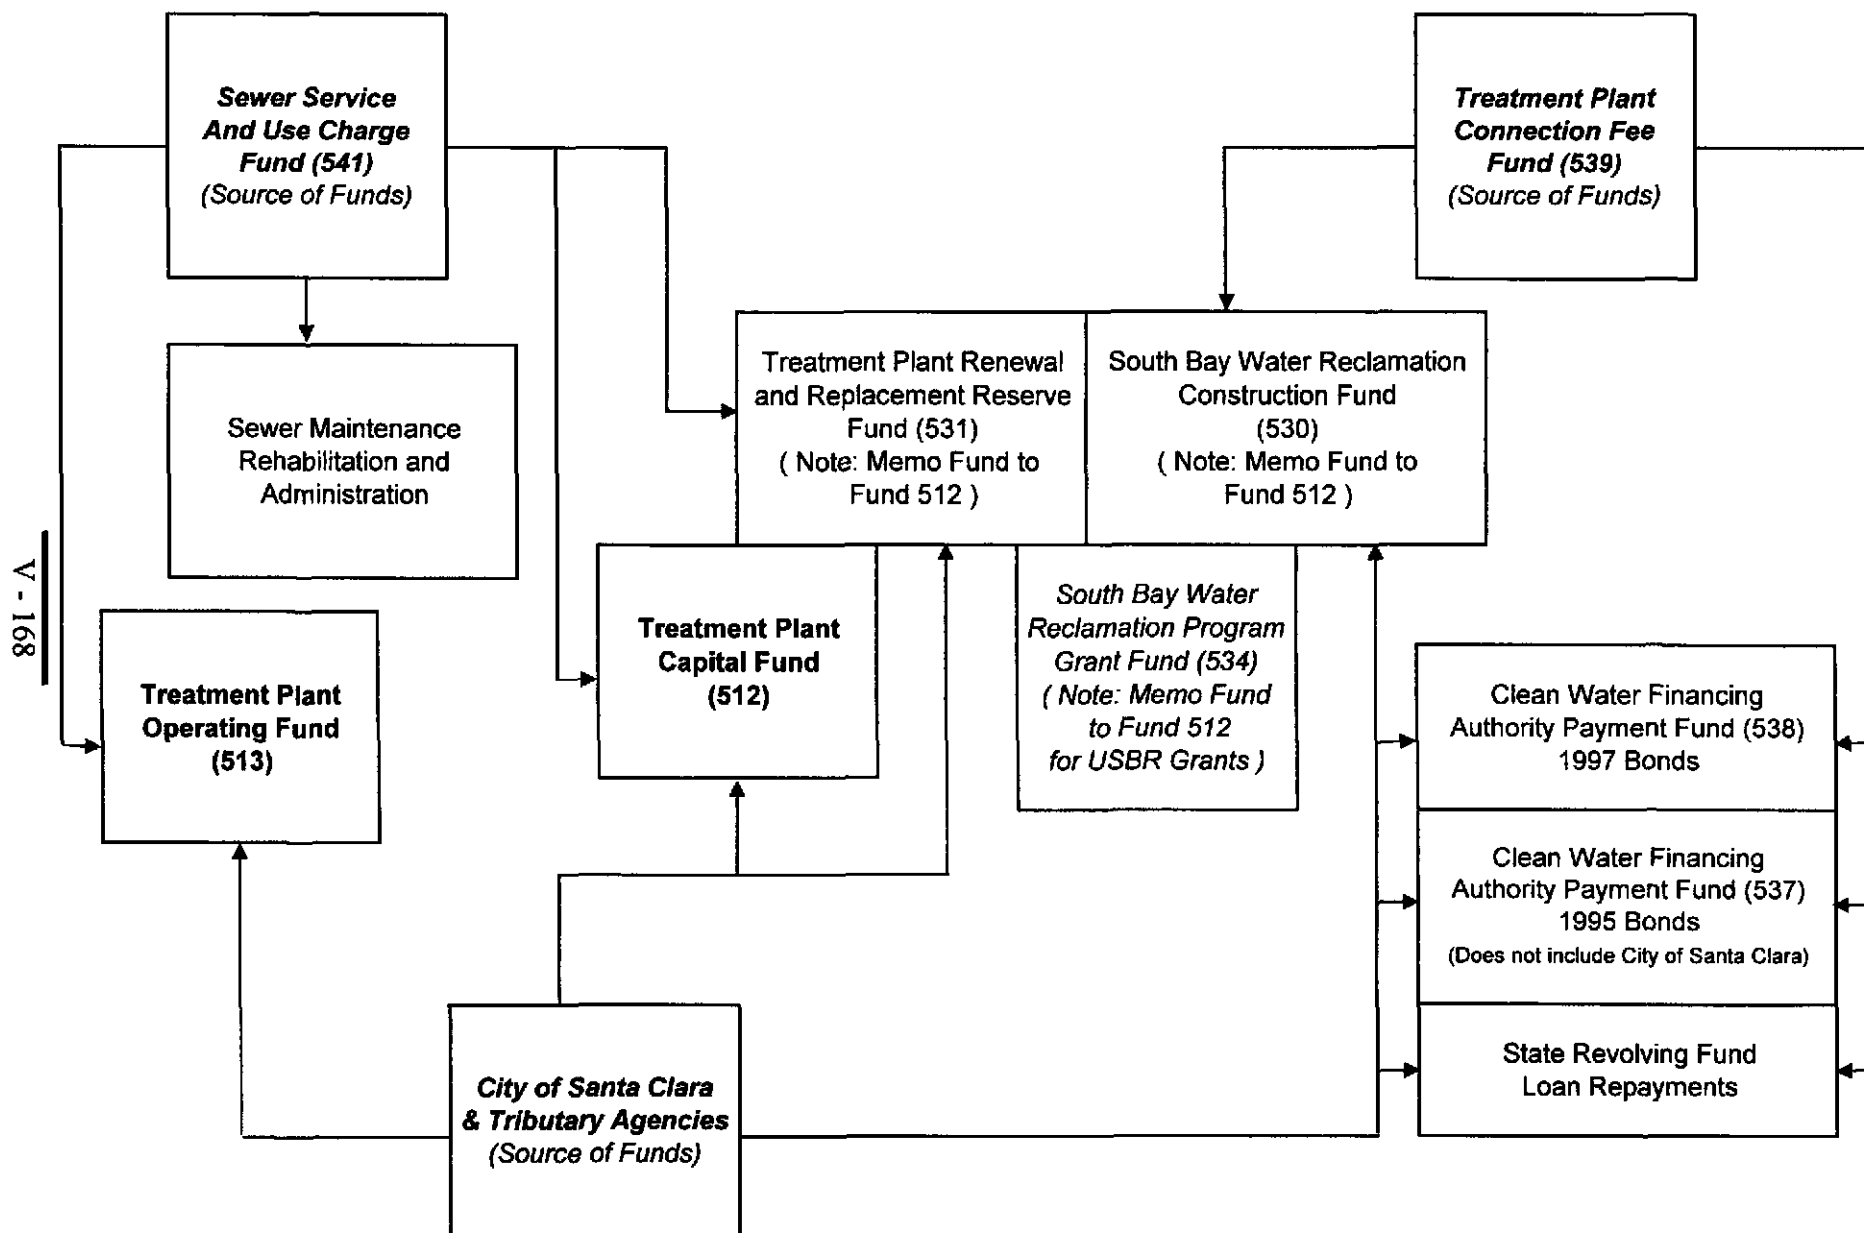 Sewer Service
And Use Charge
Fund (541)
(Source of Funds)
Treatment Plant
Connection Fee
Fund (539)
(Source of Funds)
Sewer Maintenance
Rehabilitation and
Administration
Treatment Plant Renewal
and Replacement Reserve
Fund (531)
( Note: Memo Fund to
Fund 512 )
South Bay Water Reclamation
Construction Fund
(530)
( Note: Memo Fund to
Fund 512 )
V - 168
Treatment Plant
Operating Fund
(513)
Treatment Plant
Capital Fund
(512)
South Bay Water
Reclamation Program
Grant Fund (534)
( Note: Memo Fund
to Fund 512
for USBR Grants )
Clean Water Financing
Authority Payment Fund (538)
1997 Bonds
Clean Water Financing
Authority Payment Fund (537)
1995 Bonds
(Does not include City of Santa Clara)
State Revolving Fund
Loan Repayments
City of Santa Clara
& Tributary Agencies
(Source of Funds)